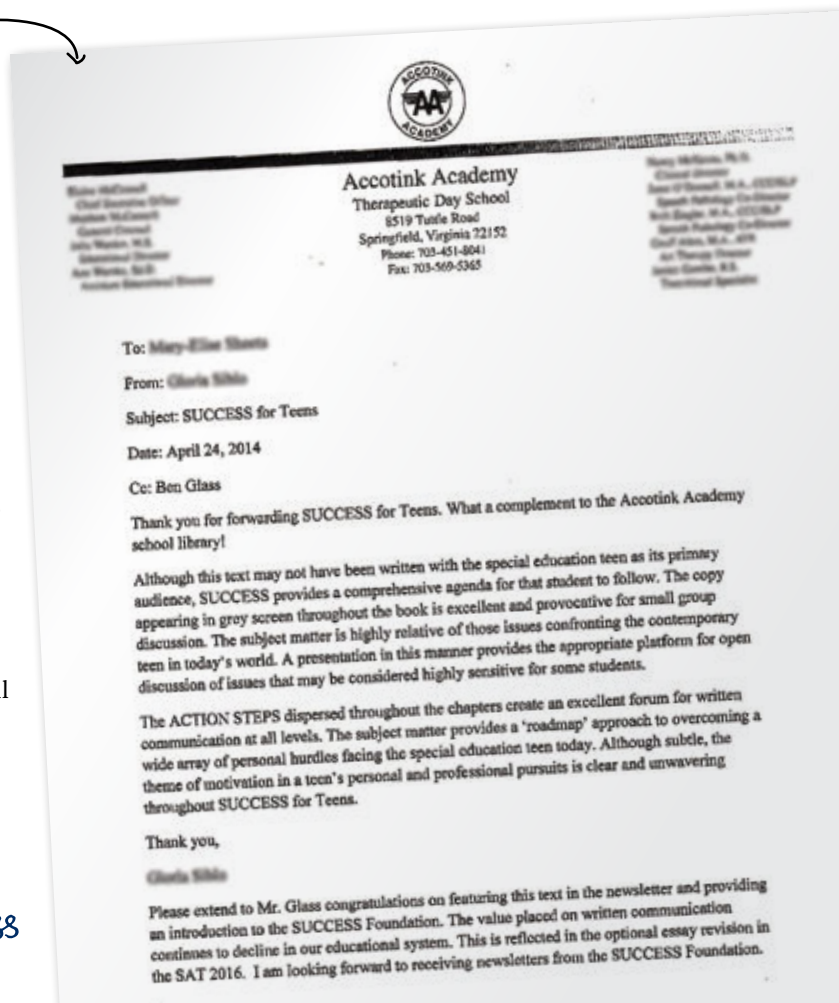 ACCOTINK
AA
ACADEMY
Accotink Academy
Therapeutic Day School
8519 Tuttle Road
Springfield, Virginia 22152
Phone: 703-451-8041
Fax: 703-569-5365
To:
From:
Subject: SUCCESS for Teens
Date: April 24, 2014
Cc: Ben Glass
Thank you for forwarding SUCCESS for Teens. What a complement to the Accotink Academy
school library!
Although this text may not have been written with the special education teen as its primary
audience, SUCCESS provides a comprehensive agenda for that student to follow. The copy
appearing in gray screen throughout the book is excellent and provocative for small group
discussion. The subject matter is highly relative of those issues confronting the contemporary
teen in today's world. A presentation in this manner provides the appropriate platform for open
discussion of issues that may be considered highly sensitive for some students.
The ACTION STEPS dispersed throughout the chapters create an excellent forum for written
communication at all levels. The subject matter provides a 'roadmap' approach to overcoming a
wide array of personal hurdles facing the special education teen today. Although subtle, the
theme of motivation in a teen's personal and professional pursuits is clear and unwavering
throughout SUCCESS for Teens.
Thank you,
Please extend to Mr. Glass congratulations on featuring this text in the newsletter and providing
an introduction to the SUCCESS Foundation. The value placed on written communication
continues to decline in our educational system. This is reflected in the optional essay revision in
the SAT 2016. I am looking forward to receiving newsletters from the SUCCESS Foundation.